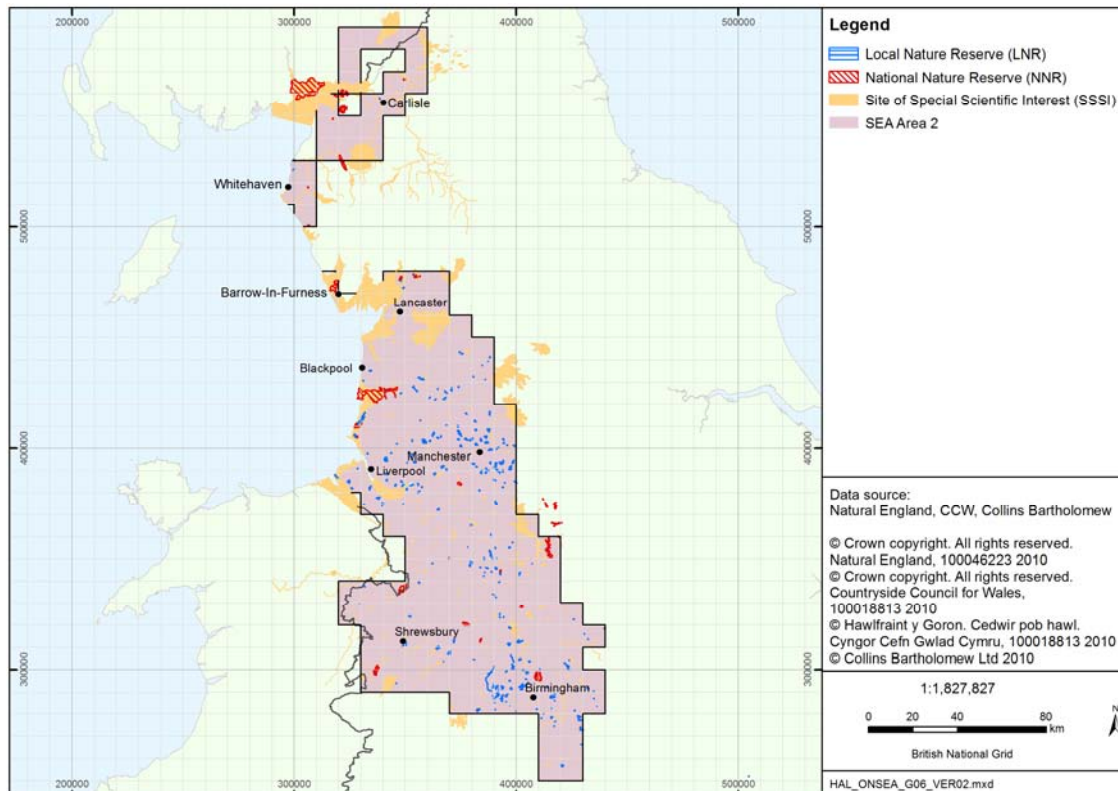 200000
300000
400000
500000
Legend
Local Nature Reserve (LNR)
National Nature Reserve (NNR)
Site of Special Scientific Interest (SSSI)
SEA Area 2
Carlisle
Whitehaven
500000
500000
Barrow-In-Furness
Lancaster
Blackpool
400000
400000
Manchester
Liverpool
Shrewsbury
300000
300000
Birmingham
200000
300000
400000
500000
Data source:
Natural England, CCW, Collins Bartholomew
© Crown copyright. All rights reserved.
Natural England, 100046223 2010
© Crown copyright. All rights reserved.
Countryside Council for Wales,
100018813 2010
© Hawlfraint y Goron. Cedwir pob hawl.
Cyngor Cefn Gwlad Cymru, 100018813 2010
© Collins Bartholomew Ltd 2010
1:1,827,827
N
0 20 40 60 80
km
British National Grid
HAL_ONSEA_G06_VER02.mxd